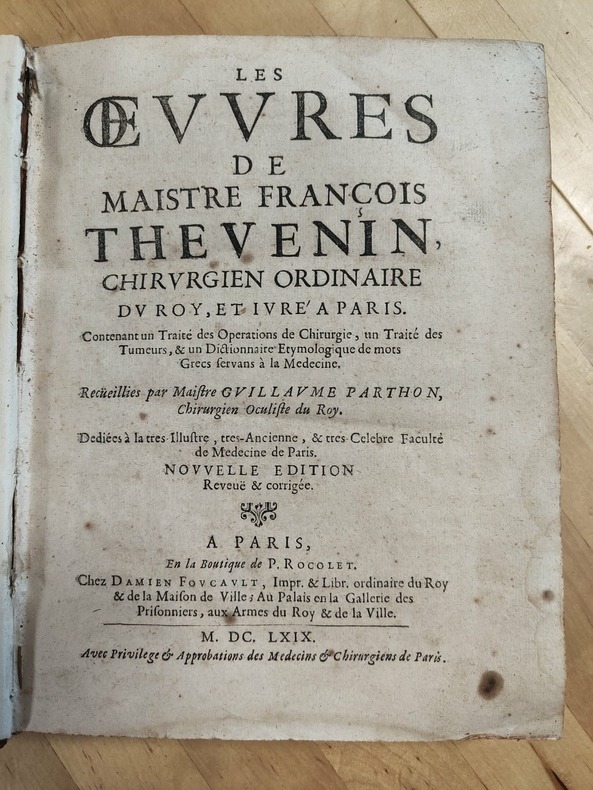 LES
ŒVVRES
DE
MAISTRE FRANÇOIS
THEVENIN,
CHIRVRGIEN ORDINAIRE
DV ROY, ET IVRÉ A PARIS.
Contenant un Traité des Operations de Chirurgie, un Traité des
Tumeurs, & un Dictionnaire Etymologique de mots
Grecs ſervans à la Medecine.
Recüeillies par Maiſtre GVILLAVME PARTHON,
Chirurgien Oculiſte du Roy.
Dediées à la tres-Illuſtre, tres-Ancienne, & tres-Celebre Faculté
de Medecine de Paris.
NOVVELLE EDITION
Reveuë & corrigée.
A PARIS,
En la Boutique de P. ROCOLET.
Chez DAMIEN FOVCAVLT, Impr. & Libr. ordinaire du Roy
& de la Maiſon de Ville; Au Palais en la Gallerie des
Priſonniers, aux Armes du Roy & de la Ville.
M. DC. LXIX.
Avec Privilege & Approbations des Medecins & Chirurgiens de Paris.